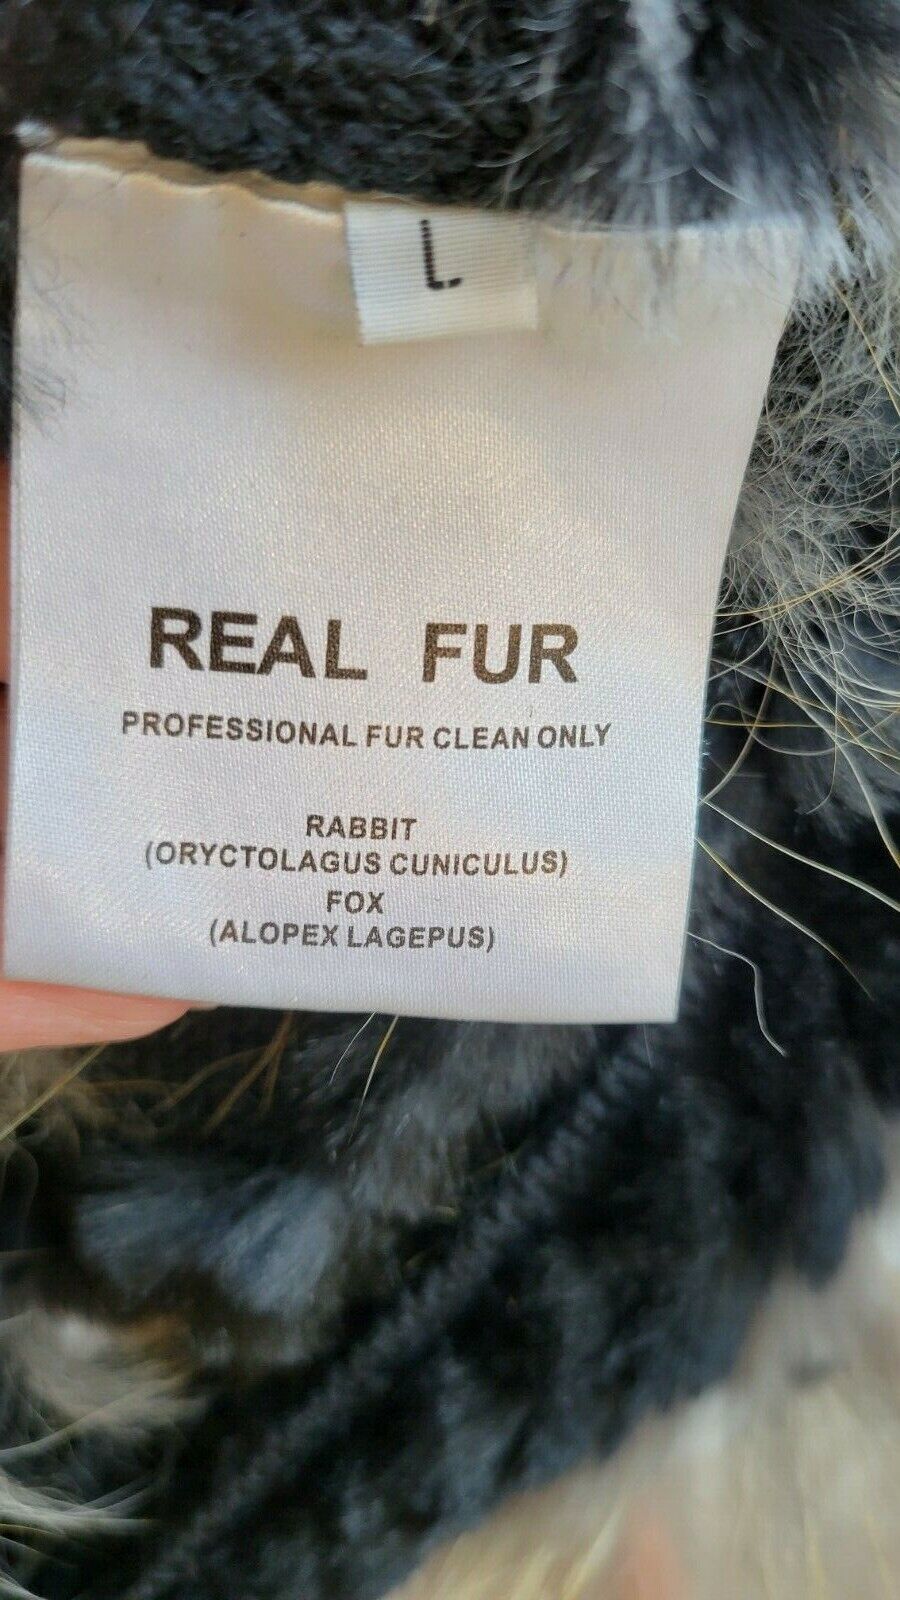 L
REAL FUR
PROFESSIONAL FUR CLEAN ONLY
RABBIT
(ORYCTOLAGUS CUNICULUS)
FOX
(ALOPEX LAGEPUS)